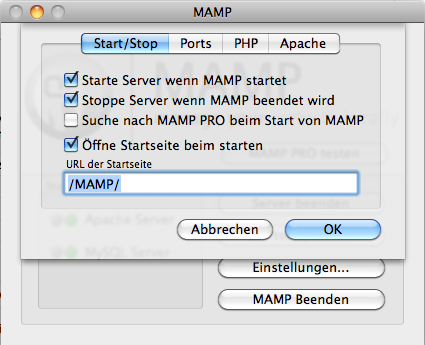 MAMP
Start/Stop Ports PHP Apache
Starte Server wenn MAMP startet
Stoppe Server wenn MAMP beendet wird
Suche nach MAMP PRO beim Start von MAMP
Öffne Startseite beim starten
URL der Startseite
/MAMP/
MAMP
MAMP PRO testen
Server beenden
Apache Server
MySQL Server
Abbrechen OK
Einstellungen...
MAMP Beenden